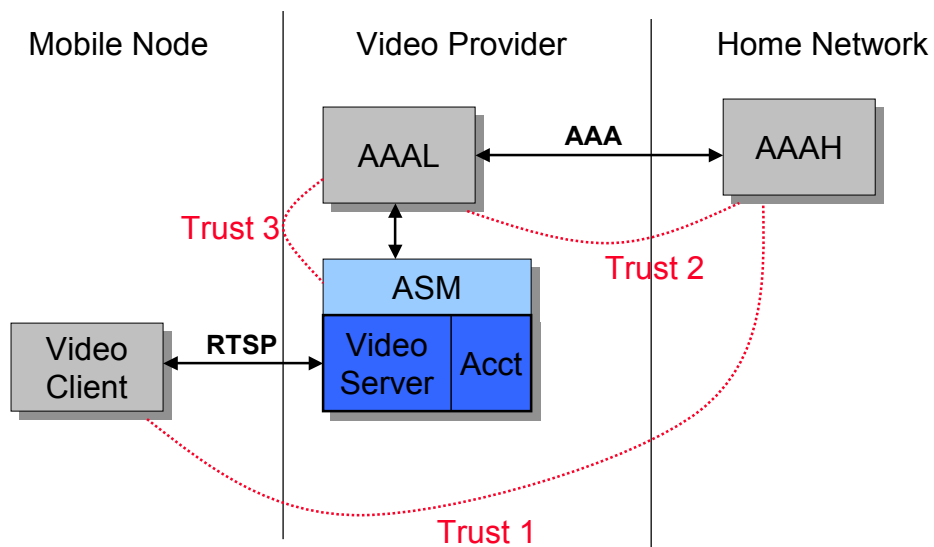 Mobile Node
Video Provider
Home Network
AAAL
AAA
AAAH
Trust 3
Trust 2
ASM
Video
Client
RTSP
Video
Server
Acct
Trust 1